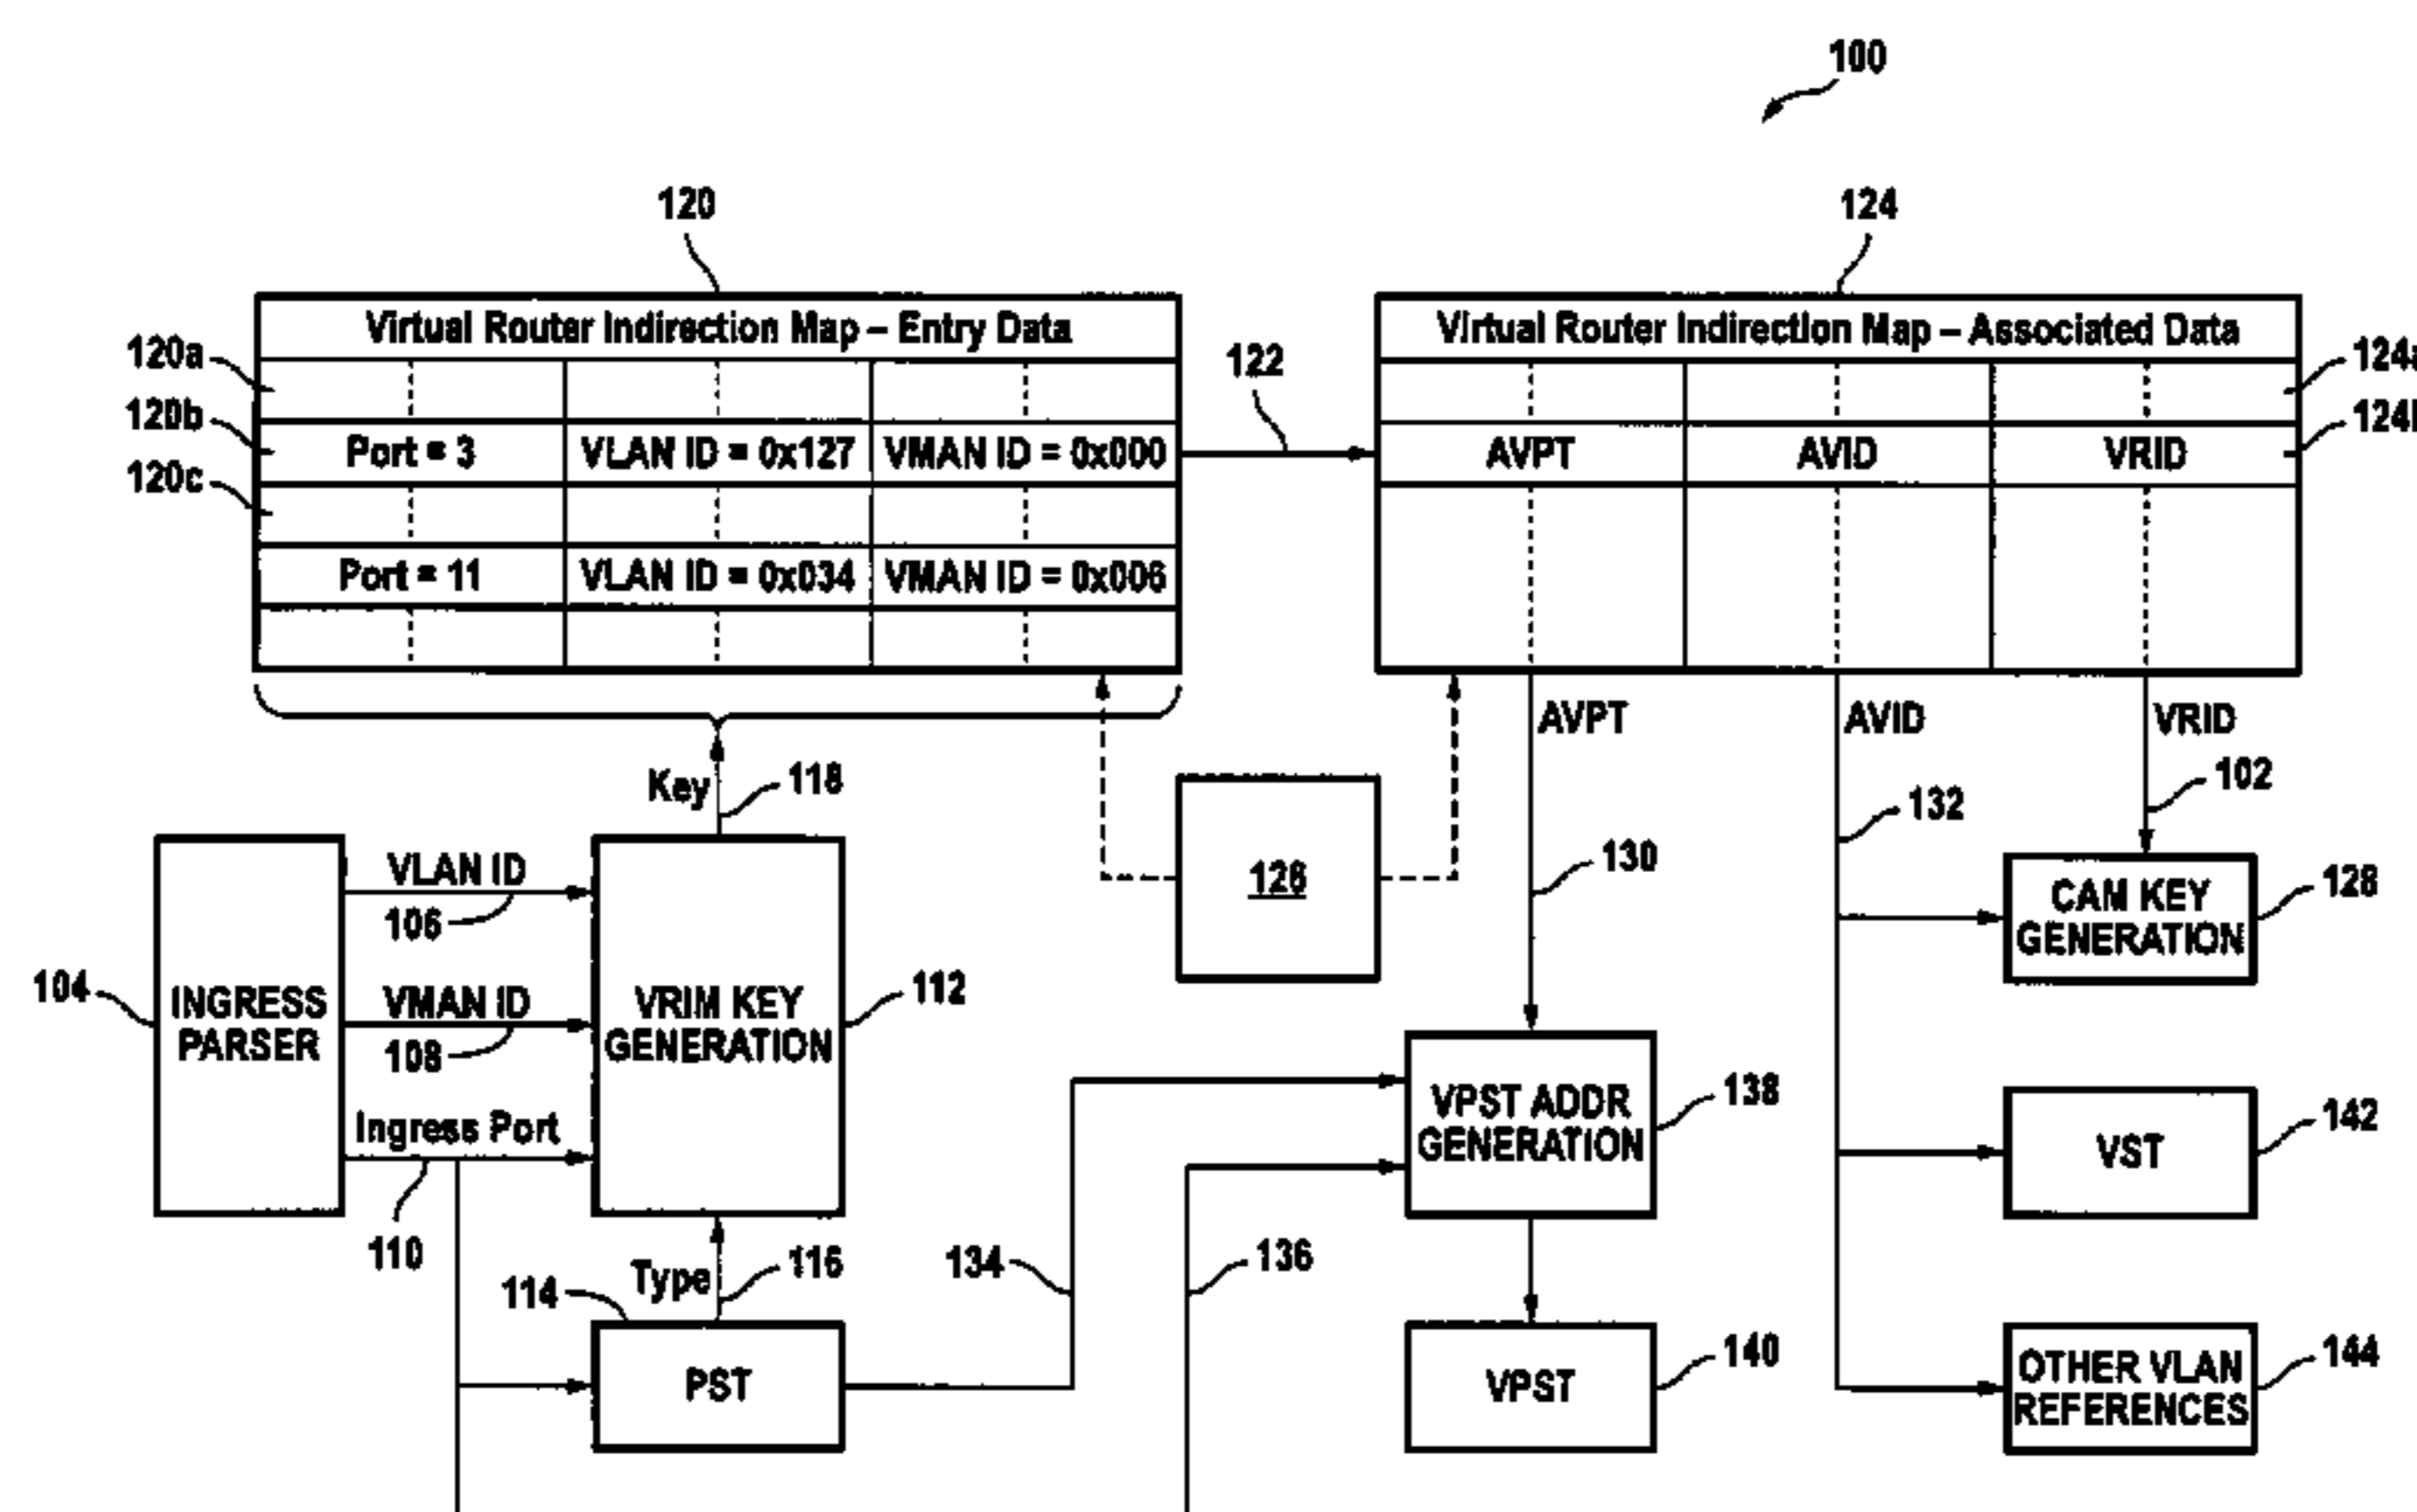 100
120
124
Virtual Router Indirection Map – Entry Data
Virtual Router Indirection Map – Associated Data
120a
124a
122
120b
Port = 3
VLAN ID = 0x127
VMAN ID = 0x000
AVPT
AVID
VRID
120c
Port = 11
VLAN ID = 0x034
VMAN ID = 0x006
AVPT
AVID
VRID
Key
118
102
132
VLAN ID
106
126
130
CAM KEY
GENERATION
128
104
INGRESS
PARSER
VMAN ID
108
VRIM KEY
GENERATION
112
Ingress Port
110
VPST ADDR
GENERATION
138
VST
142
Type
116
134
136
114
PST
VPST
140
OTHER VLAN
REFERENCES
144